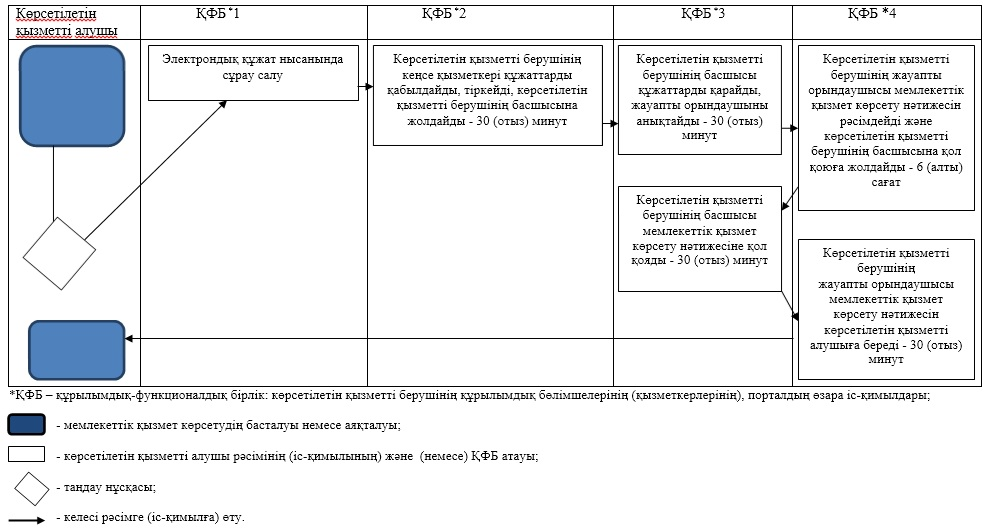 Көрсетілетін
қызметті алушы
ҚФБ *1
ҚФБ *2
ҚФБ *3
ҚФБ *4
Электрондық құжат нысанында
сұрау салу
Көрсетілетін қызметті берушінің
кеңсе қызметкері құжаттарды
қабылдайды, тіркейді, көрсетілетін
қызметті берушінің басшысына
жолдайды - 30 (отыз) минут
Көрсетілетін қызметті
берушінің басшысы
құжаттарды қарайды,
жауапты орындаушыны
анықтайды - 30 (отыз)
минут
Көрсетілетін қызметті
берушінің жауапты
орындаушысы мемлекеттік
қызмет көрсету нәтижесін
рәсімдейді және
көрсетілетін қызметті
берушінің басшысына қол
қоюға жолдайды - 6 (алты)
сағат
Көрсетілетін қызметті
берушінің басшысы
мемлекеттік қызмет
көрсету нәтижесіне қол
қояды - 30 (отыз) минут
Көрсетілетін қызметті
берушінің
жауапты орындаушысы
мемлекеттік қызмет
көрсету нәтижесін
көрсетілетін қызметті
алушыға береді - 30 (отыз)
минут
*ҚФБ – құрылымдық-функционалдық бірлік: көрсетілетін қызметті берушінің құрылымдық бөлімшелерінің (қызметкерлерінің), порталдың өзара іс-қимылдары;
- мемлекеттік қызмет көрсетудің басталуы немесе аяқталуы;
- көрсетілетін қызметті алушы рәсімінің (іс-қимылының) және (немесе) ҚФБ атауы;
- таңдау нұсқасы;
- келесі рәсімге (іс-қимылға) өту.